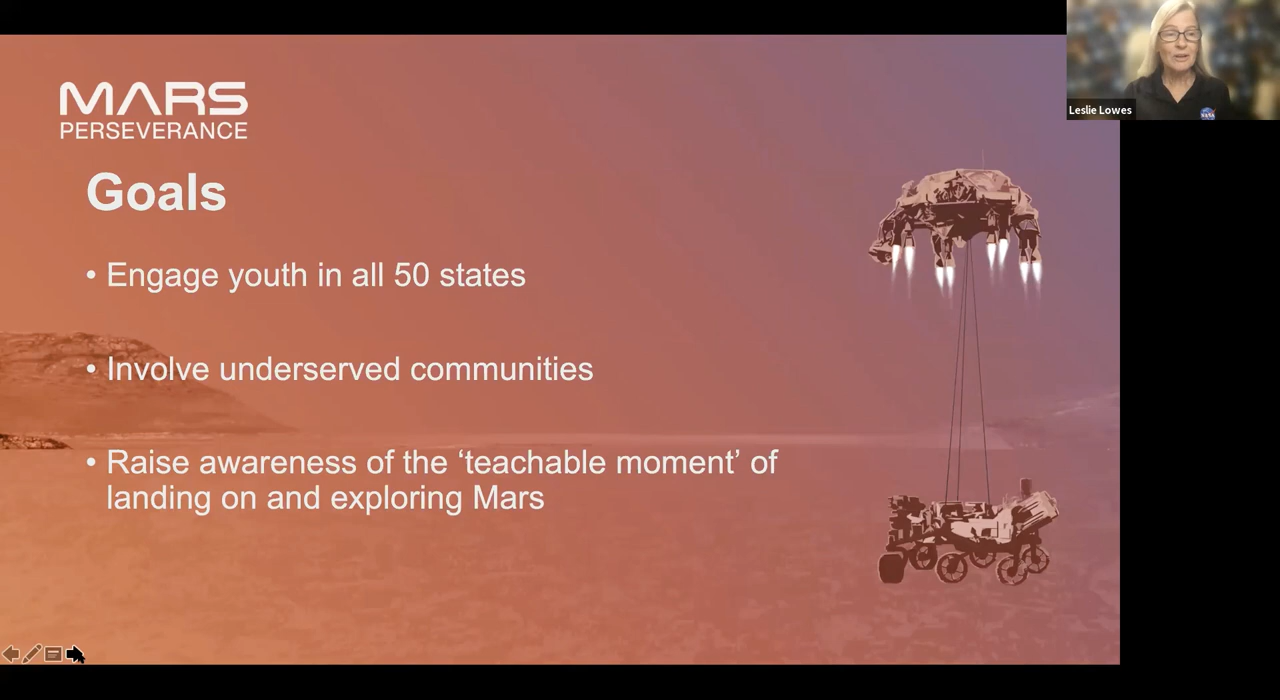 MARS
PERSEVERANCE
Goals
• Engage youth in all 50 states
• Involve underserved communities
• Raise awareness of the ‘teachable moment’ of
landing on and exploring Mars
Leslie Lowes
NASA